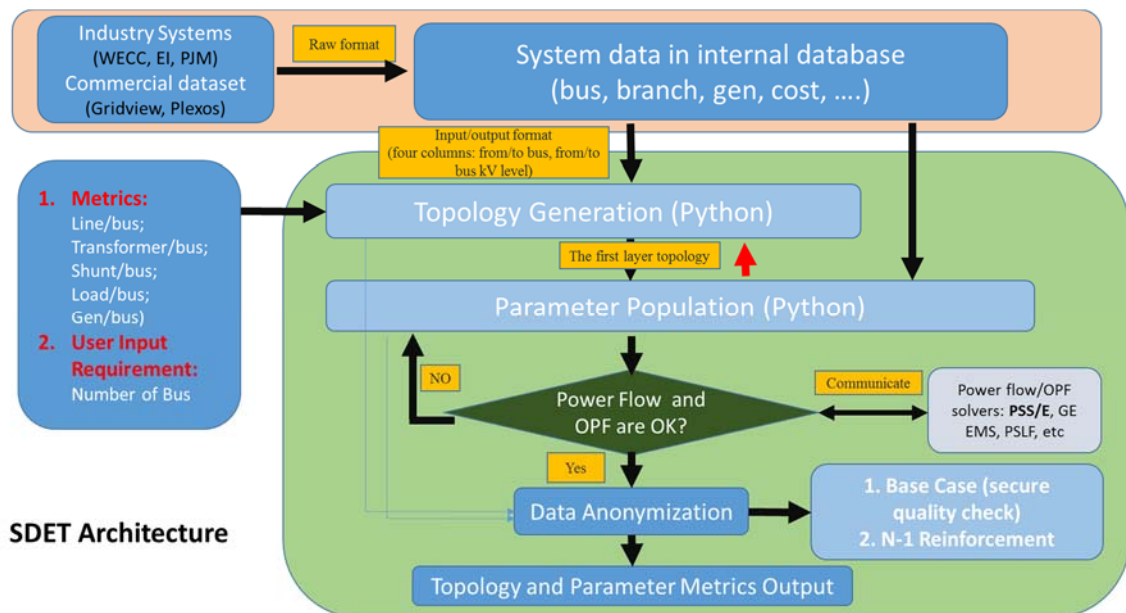 Industry Systems
(WECC, EI, PJM)
Commercial dataset
(Gridview, Plexos)
Raw format
System data in internal database
(bus, branch, gen, cost, ....)
Input/output format
(four columns: from/to bus, from/to
bus kV level)
1. Metrics:
Line/bus;
Transformer/bus;
Shunt/bus;
Load/bus;
Gen/bus)
2. User Input
Requirement:
Number of Bus
Topology Generation (Python)
The first layer topology
Parameter Population (Python)
NO
Power Flow and
OPF are OK?
Communicate
Power flow/OPF
solvers: PSS/E, GE
EMS, PSLF, etc
Yes
Data Anonymization
1. Base Case (secure
quality check)
2. N-1 Reinforcement
SDET Architecture
Topology and Parameter Metrics Output